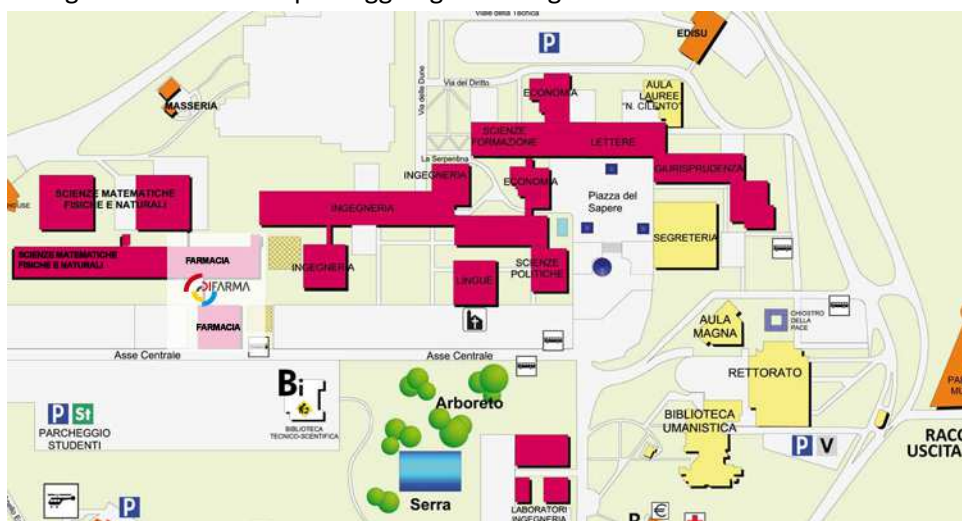 Viale della Tecnica
P
EDISU
Via delle Dune
Via del Diritto
ECONOMIA
AULA
LAUREE
"N. CILENTO"
MASSERIA
SCIENZE
FORMAZIONE
LETTERE
La Serpentina
INGEGNERIA
ECONOMIA
GIURISPRUDENZA
SCIENZE MATEMATICHE
FISICHE E NATURALI
INGEGNERIA
Piazza del
Sapere
SEGRETERIA
SCIENZE MATEMATICHE
FISICHE E NATURALI
FARMACIA
INGEGNERIA
LINGUE
SCIENZE
POLITICHE
DIFARMA
FARMACIA
AULA
MAGNA
CHIOSTRO
DELLA
PACE
Asse Centrale
Asse Centrale
RETTORATO
Bi
Arboreto
P St
PARCHEGGIO
STUDENTI
BIBLIOTECA
TECNICO-SCENTIFICA
BIBLIOTECA
UMANISTICA
P V
RACC
USCITA
Serra
P
LABORATORI
INGEGNERIA
€